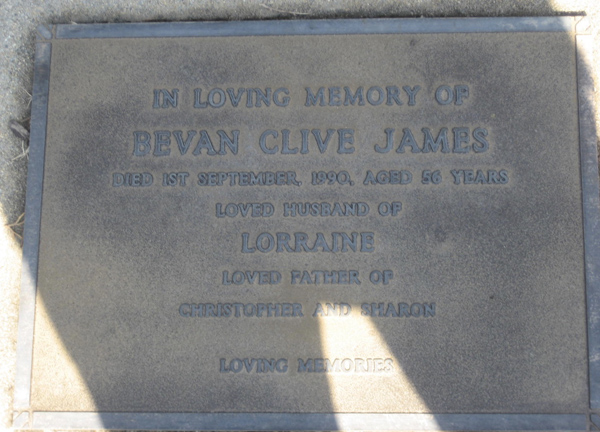 IN LOVING MEMORY OF
BEVAN CLIVE JAMES
DIED 1ST SEPTEMBER, 1990, AGED 56 YEARS
LOVED HUSBAND OF
LORRAINE
LOVED FATHER OF
CHRISTOPHER AND SHARON
LOVING MEMORIES